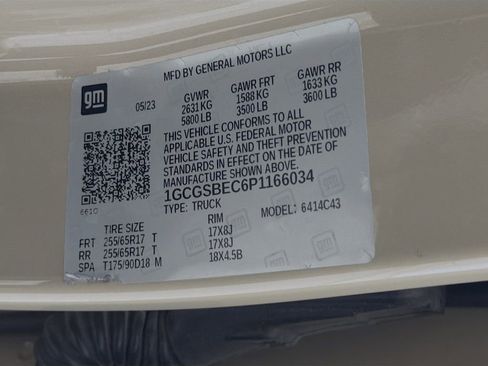 MFD BY GENERAL MOTORS LLC
gm
05/23
GVWR GAWR FRT GAWR RR
2631 KG 1588 KG 1633 KG
5800 LB 3500 LB 3600 LB
THIS VEHICLE CONFORMS TO ALL
APPLICABLE U.S. FEDERAL MOTOR
VEHICLE SAFETY AND THEFT PREVENTION
STANDARDS IN EFFECT ON THE DATE OF
MANUFACTURE SHOWN ABOVE.
1GCGSBEC6P1166034
TYPE: TRUCK MODEL: 6414C43
6610
TIRE SIZE RIM
FRT 255/65R17 T 17X8J
RR 255/65R17 T 17X8J
SPA T175/90D18 M 18X4.5B